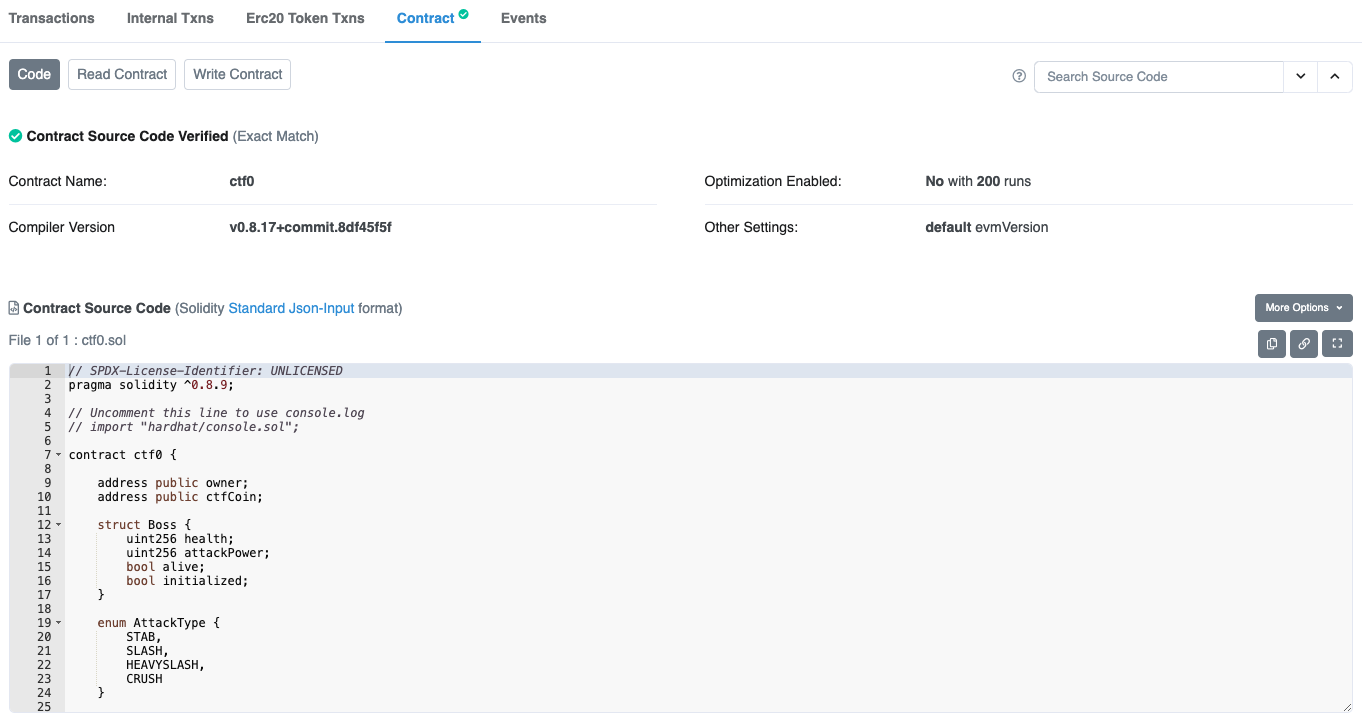 Transactions Internal Txns Erc20 Token Txns Contract Events
Code Read Contract Write Contract Search Source Code
Contract Source Code Verified (Exact Match)
Contract Name: ctf0 Optimization Enabled: No with 200 runs
Compiler Version v0.8.17+commit.8df45f5f Other Settings: default evmVersion
Contract Source Code (Solidity Standard Json-Input format) More Options
File 1 of 1 : ctf0.sol
1 // SPDX-License-Identifier: UNLICENSED
2 pragma solidity ^0.8.9;
3
4 // Uncomment this line to use console.log
5 // import "hardhat/console.sol";
6
7 contract ctf0 {
8
9 address public owner;
10 address public ctfCoin;
11
12 struct Boss {
13 uint256 health;
14 uint256 attackPower;
15 bool alive;
16 bool initialized;
17 }
18
19 enum AttackType {
20 STAB,
21 SLASH,
22 HEAVYSLASH,
23 CRUSH
24 }
25